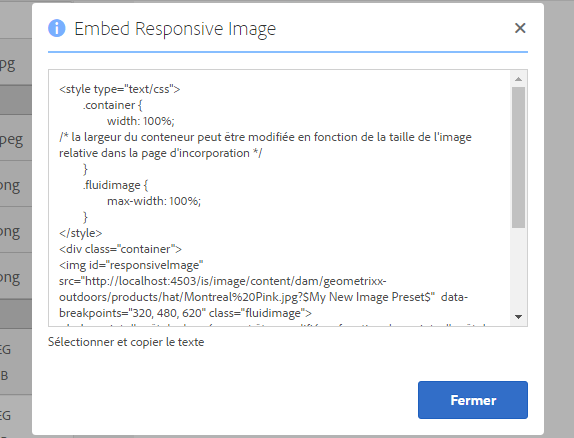 Embed Responsive Image
<style type="text/css">
.container {
width: 100%;
/* la largeur du conteneur peut être modifiée en fonction de la taille de l'image
relative dans la page d'incorporation */
}
.fluidimage {
max-width: 100%;
}
</style>
<div class="container">
<img id="responsiveImage"
src="http://localhost:4503/is/image/content/dam/geometrixx-
outdoors/products/hat/Montreal%20Pink.jpg?$My New Image Preset$" data-
breakpoints="320, 480, 620" class="fluidimage">
Sélectionner et copier le texte
Fermer
pg
peg
ong
ong
ong
EG
B
EG